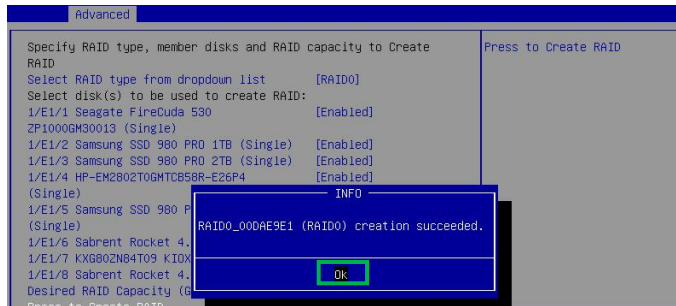 Advanced
Specify RAID type, member disks and RAID capacity to Create
RAID
Press to Create RAID
Select RAID type from dropdown list [RAID0]
Select disk(s) to be used to create RAID:
1/E1/1 Seagate FireCuda 530 [Enabled]
ZP1000GM30013 (Single)
1/E1/2 Samsung SSD 980 PRO 1TB (Single) [Enabled]
1/E1/3 Samsung SSD 980 PRO 2TB (Single) [Enabled]
1/E1/4 HP-EM2802TOGMTCB58R-E26P4 [Enabled]
(Single)
INFO
1/E1/5 Samsung SSD 980 P
(Single)
RAID0_00DAE9E1 (RAID0) creation succeeded.
1/E1/6 Sabrent Rocket 4.
1/E1/7 KXG80ZN84T09 KIOX
1/E1/8 Sabrent Rocket 4.
Ok
Desired RAID Capacity (G
Press to Create RAID